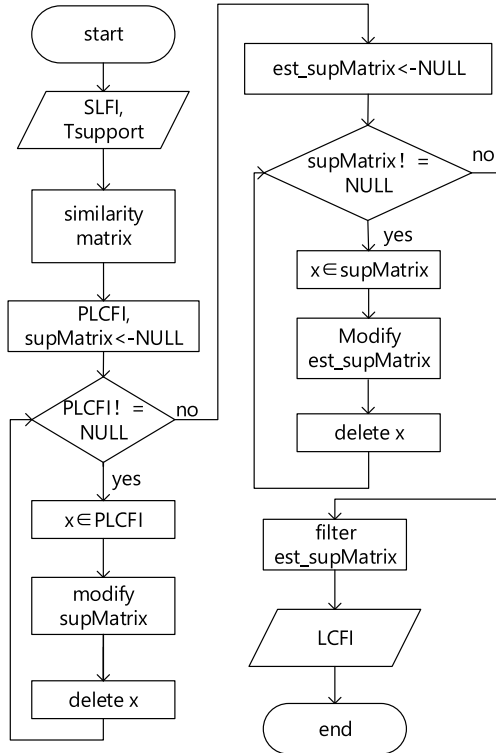 start
SLFI,
Tsupport
similarity
matrix
PLCFI,
supMatrix<-NULL
PLCFI! =
NULL
no
yes
x∈PLCFI
modify
supMatrix
delete x
est_supMatrix<-NULL
supMatrix! =
NULL
no
yes
x∈supMatrix
Modify
est_supMatrix
delete x
filter
est_supMatrix
LCFI
end